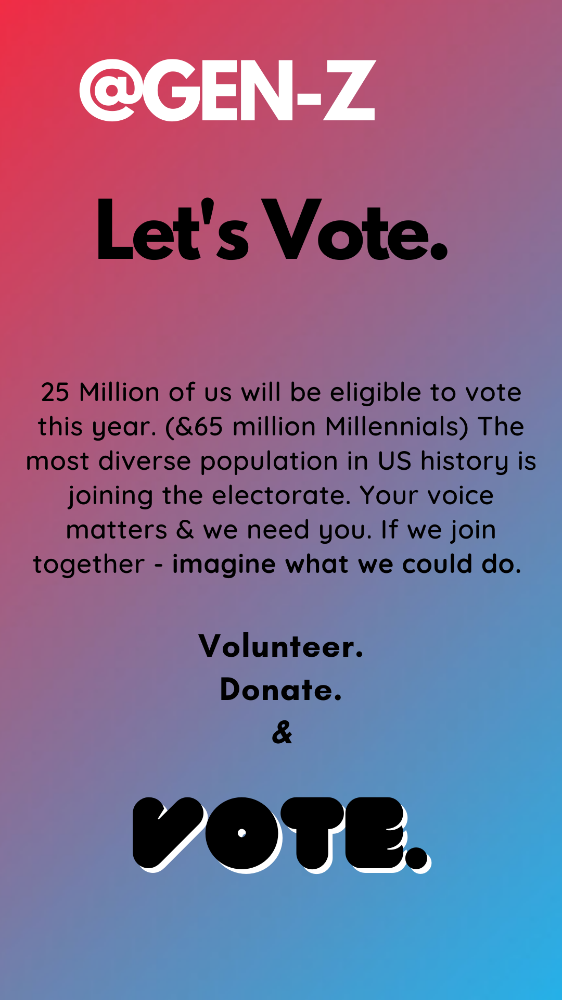 @GEN-Z
Let's Vote.
25 Million of us will be eligible to vote
this year. (&65 million Millennials) The
most diverse population in US history is
joining the electorate. Your voice
matters & we need you. If we join
together - imagine what we could do.
Volunteer.
Donate.
&
VOTE.